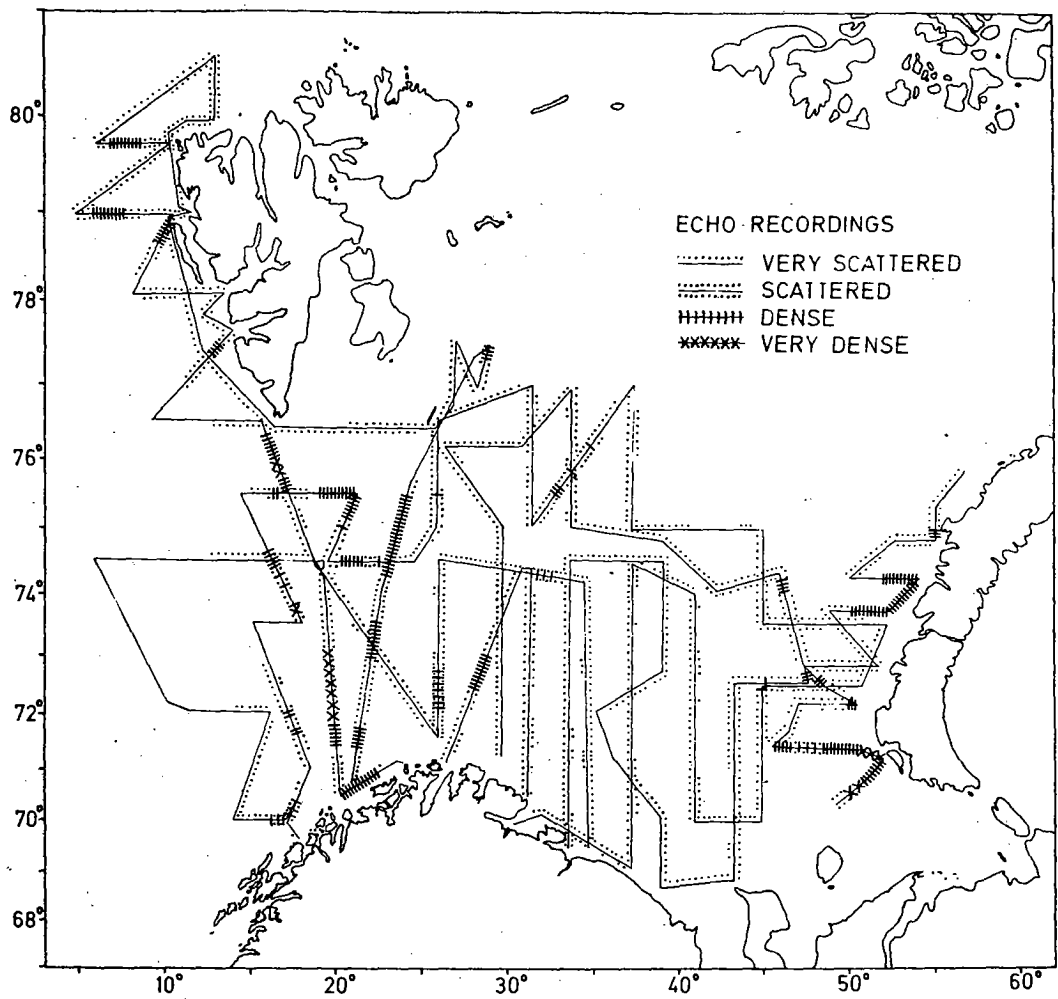 80°
78°
76°
74°
72°
70°
68°
ECHO RECORDINGS
VERY SCATTERED
SCATTERED
DENSE
VERY DENSE
10°
20°
30°
40°
50°
60°